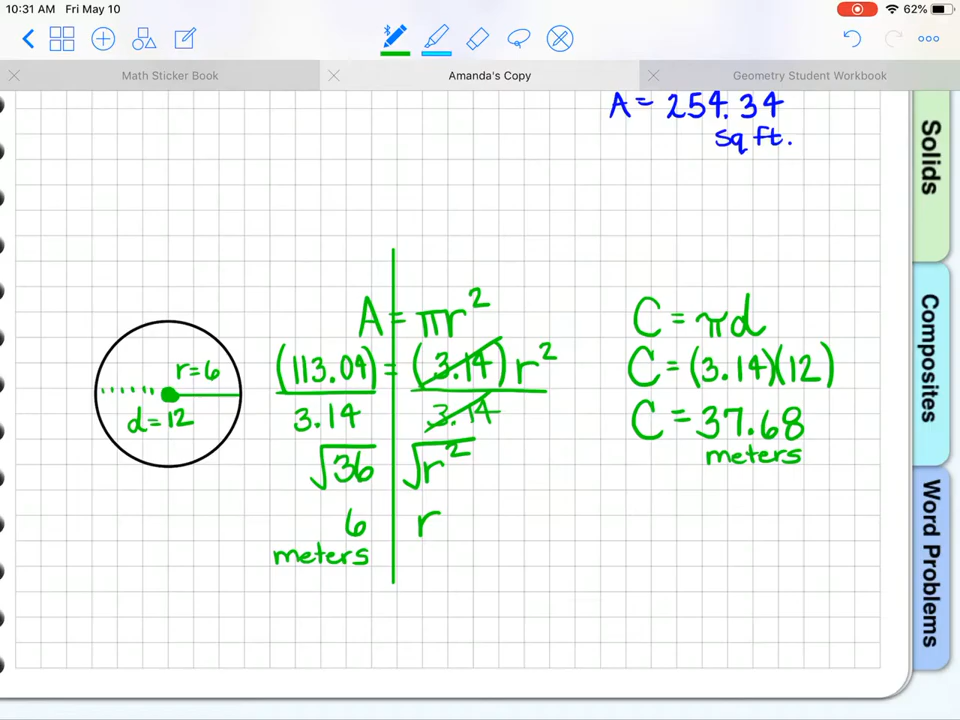 10:31 AM Fri May 10
62%
Math Sticker Book
Amanda's Copy
Geometry Student Workbook
A = 254.34
sq ft.
Solids
Composites
Word Problems
r=6
d=12
A = πr²
(113.04) = (3.14) r²
3.14 3.14
√36 √r²
6 r
meters
C = πd
C = (3.14)(12)
C = 37.68
meters